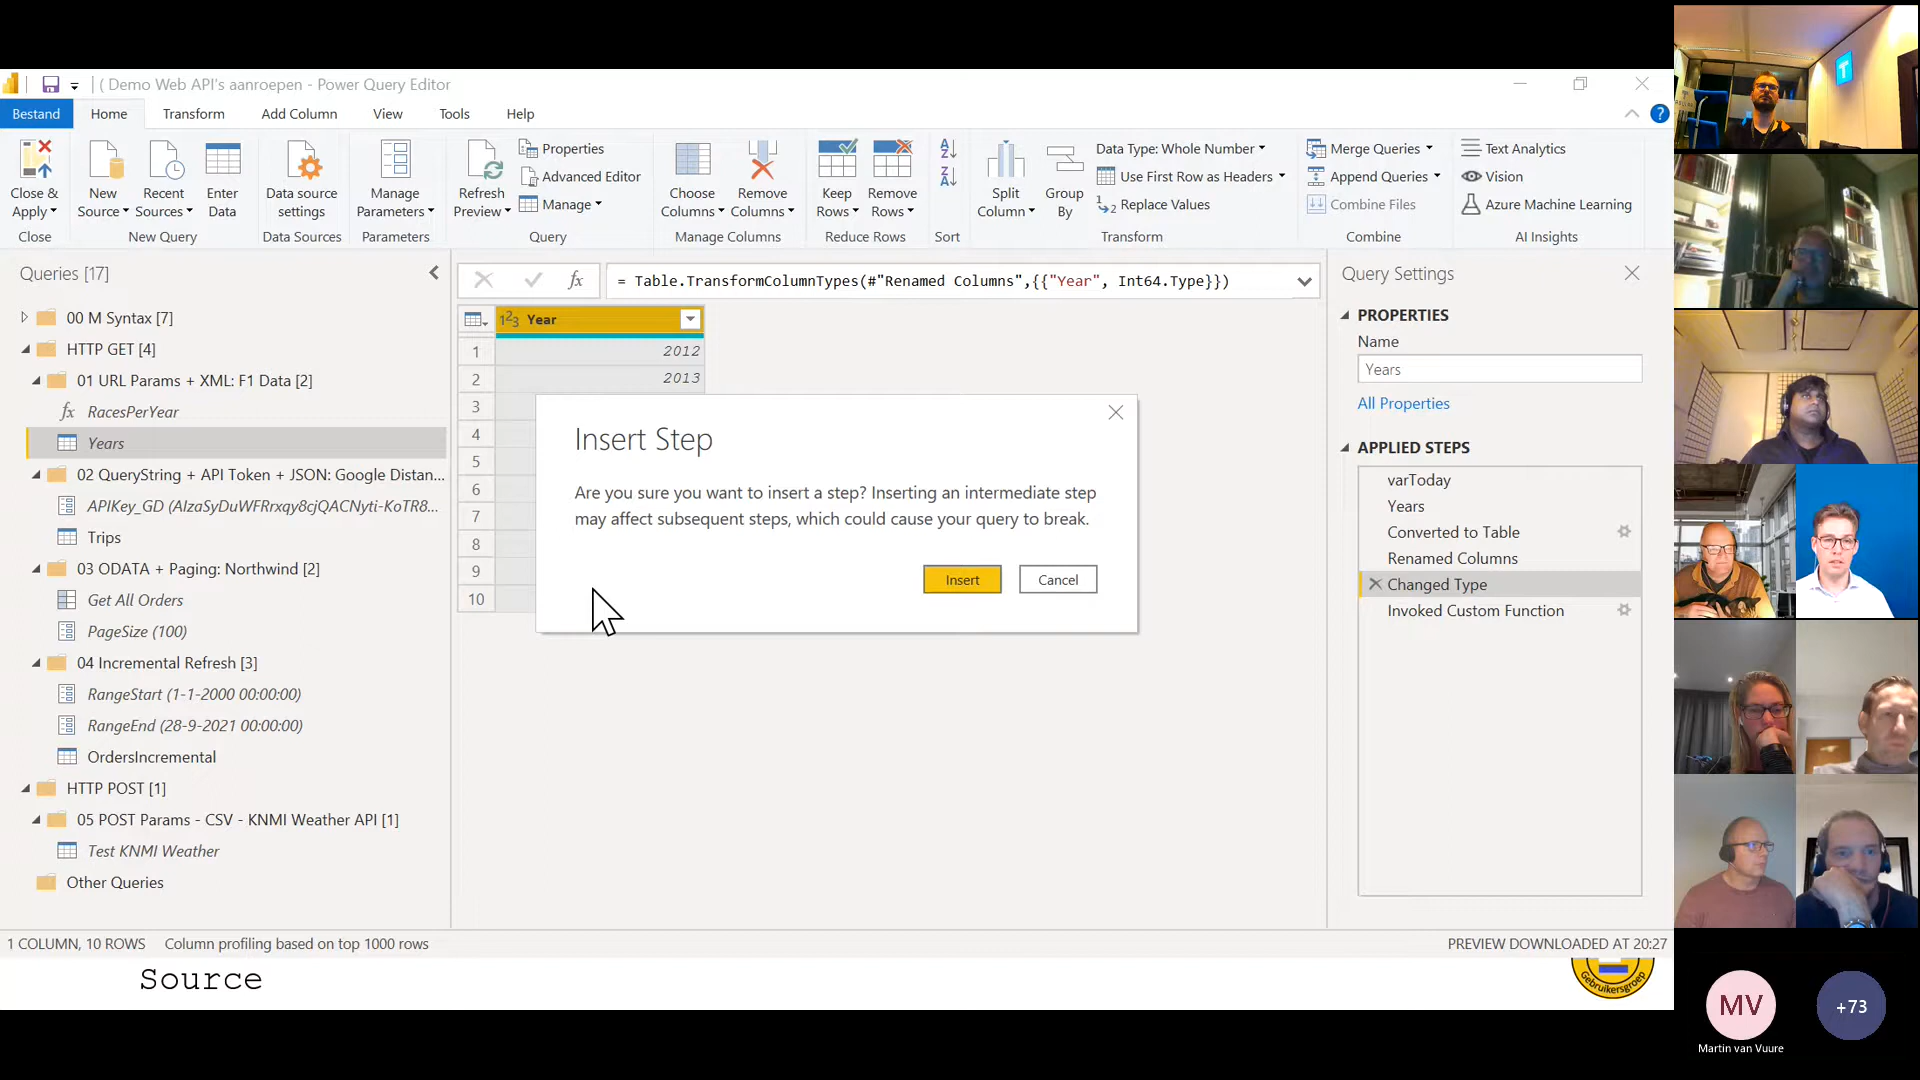 ( Demo Web API's aanroepen - Power Query Editor
Bestand
Home
Transform
Add Column
View
Tools
Help
?
Close &
Apply
Close
New
Source
Recent
Sources
Enter
Data
New Query
Data source
settings
Data Sources
Manage
Parameters
Parameters
Refresh
Preview
Properties
Advanced Editor
Manage
Query
Choose
Columns
Remove
Columns
Manage Columns
Keep
Rows
Remove
Rows
Reduce Rows
Sort
Split
Column
Group
By
Data Type: Whole Number
Use First Row as Headers
Replace Values
Transform
Merge Queries
Append Queries
Combine Files
Combine
Text Analytics
Vision
Azure Machine Learning
AI Insights
Queries [17]
00 M Syntax [7]
HTTP GET [4]
01 URL Params + XML: F1 Data [2]
fx RacesPerYear
Years
02 QueryString + API Token + JSON: Google Distan...
APIKey_GD (AIzaSyDuWFRrxqy8cjQACNyti-KoTR8...
Trips
03 ODATA + Paging: Northwind [2]
Get All Orders
PageSize (100)
04 Incremental Refresh [3]
RangeStart (1-1-2000 00:00:00)
RangeEnd (28-9-2021 00:00:00)
OrdersIncremental
HTTP POST [1]
05 POST Params - CSV - KNMI Weather API [1]
Test KNMI Weather
Other Queries
fx
= Table.TransformColumnTypes(#"Renamed Columns",{{"Year", Int64.Type}})
123 Year
1 2012
2 2013
3
4
5
6
7
8
9
10
Insert Step
Are you sure you want to insert a step? Inserting an intermediate step
may affect subsequent steps, which could cause your query to break.
Insert
Cancel
Query Settings
PROPERTIES
Name
Years
All Properties
APPLIED STEPS
varToday
Years
Converted to Table
Renamed Columns
Changed Type
Invoked Custom Function
1 COLUMN, 10 ROWS
Column profiling based on top 1000 rows
PREVIEW DOWNLOADED AT 20:27
Source
Gebruikersgroep
MV
Martin van Vuure
+73